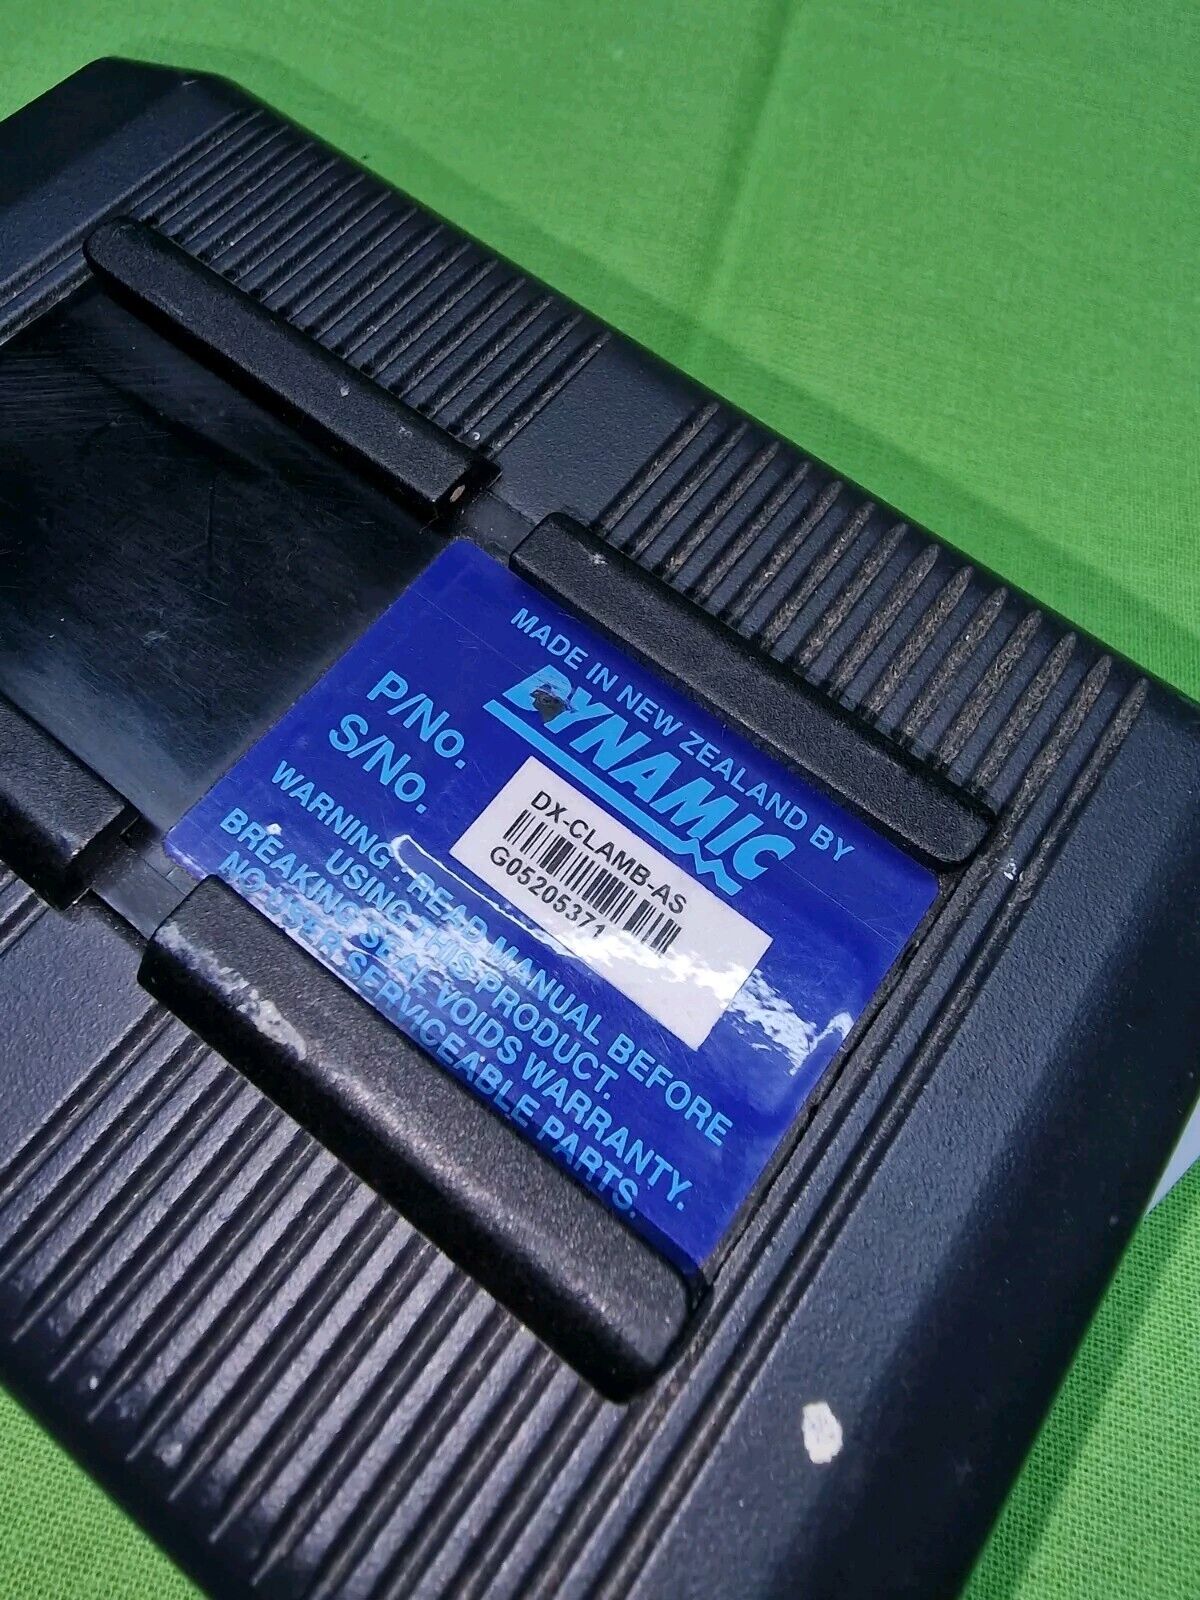 MADE IN NEW ZEALAND BY
DYNAMIC
P/No. DX-CLAMB-AS
S/No. G05205371
WARNING : READ MANUAL BEFORE
USING THIS PRODUCT.
BREAKING SEAL VOIDS WARRANTY.
NO USER SERVICEABLE PARTS.